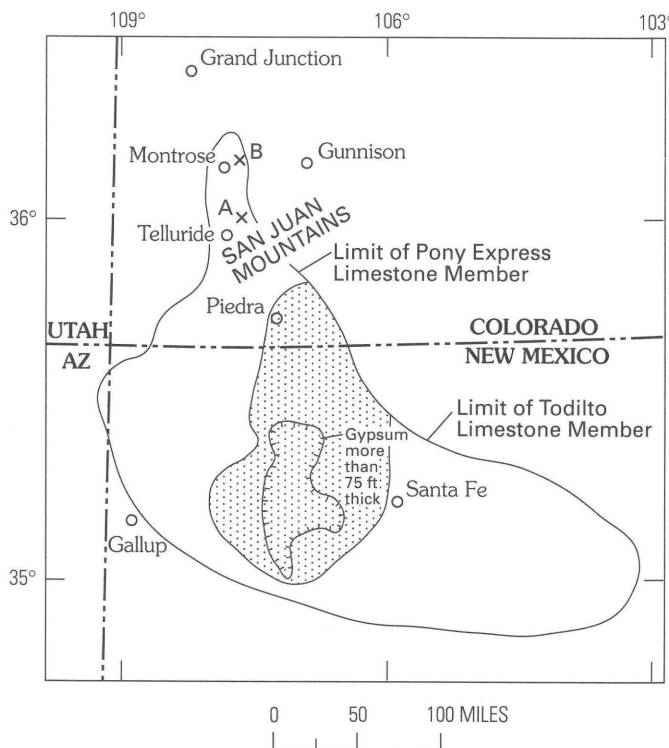 109° 106° 103°
Grand Junction
Montrose
B
Gunnison
36°
A
Telluride
SAN JUAN
MOUNTAINS
Limit of Pony Express
Limestone Member
Piedra
UTAH
AZ
COLORADO
NEW MEXICO
Limit of Todilto
Limestone Member
Gypsum
more
than
75 ft
thick
Santa Fe
Gallup
35°
0 50 100 MILES